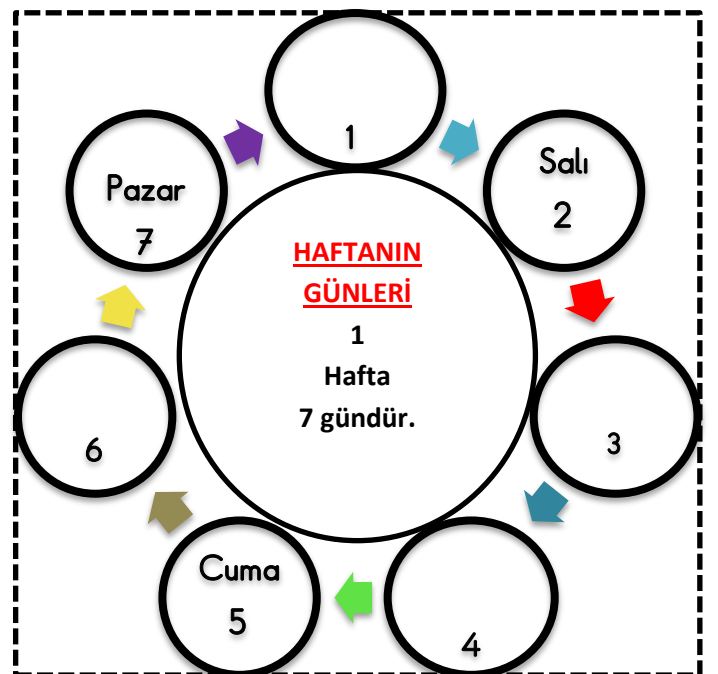 1
Salı
2
Pazar
7
HAFTANIN
GÜNLERİ
1
Hafta
7 gündür.
3
6
Cuma
5
4